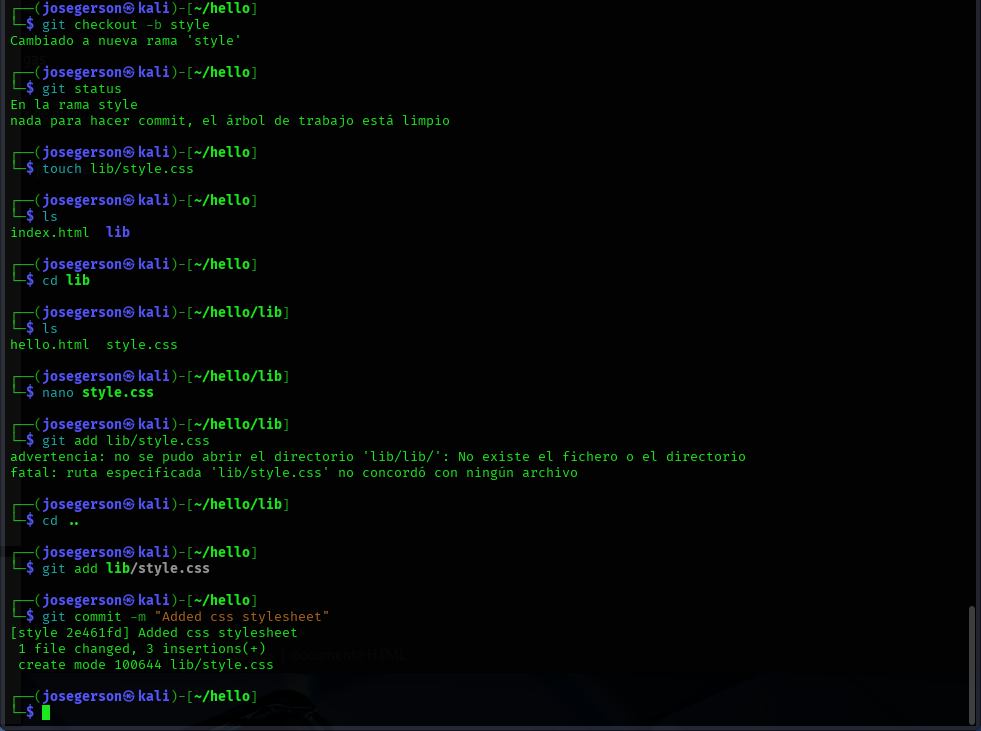 ┌──(josegerson㉿kali)-[~/hello]
└─$ git checkout -b style
Cambiado a nueva rama 'style'
┌──(josegerson㉿kali)-[~/hello]
└─$ git status
En la rama style
nada para hacer commit, el árbol de trabajo está limpio
┌──(josegerson㉿kali)-[~/hello]
└─$ touch lib/style.css
┌──(josegerson㉿kali)-[~/hello]
└─$ ls
index.html  lib
┌──(josegerson㉿kali)-[~/hello]
└─$ cd lib
┌──(josegerson㉿kali)-[~/hello/lib]
└─$ ls
hello.html  style.css
┌──(josegerson㉿kali)-[~/hello/lib]
└─$ nano style.css
┌──(josegerson㉿kali)-[~/hello/lib]
└─$ git add lib/style.css
advertencia: no se pudo abrir el directorio 'lib/lib/': No existe el fichero o el directorio
fatal: ruta especificada 'lib/style.css' no concordó con ningún archivo
┌──(josegerson㉿kali)-[~/hello/lib]
└─$ cd ..
┌──(josegerson㉿kali)-[~/hello]
└─$ git add lib/style.css
┌──(josegerson㉿kali)-[~/hello]
└─$ git commit -m "Added css stylesheet"
[style 2e461fd] Added css stylesheet
 1 file changed, 3 insertions(+)
 create mode 100644 lib/style.css
┌──(josegerson㉿kali)-[~/hello]
└─$